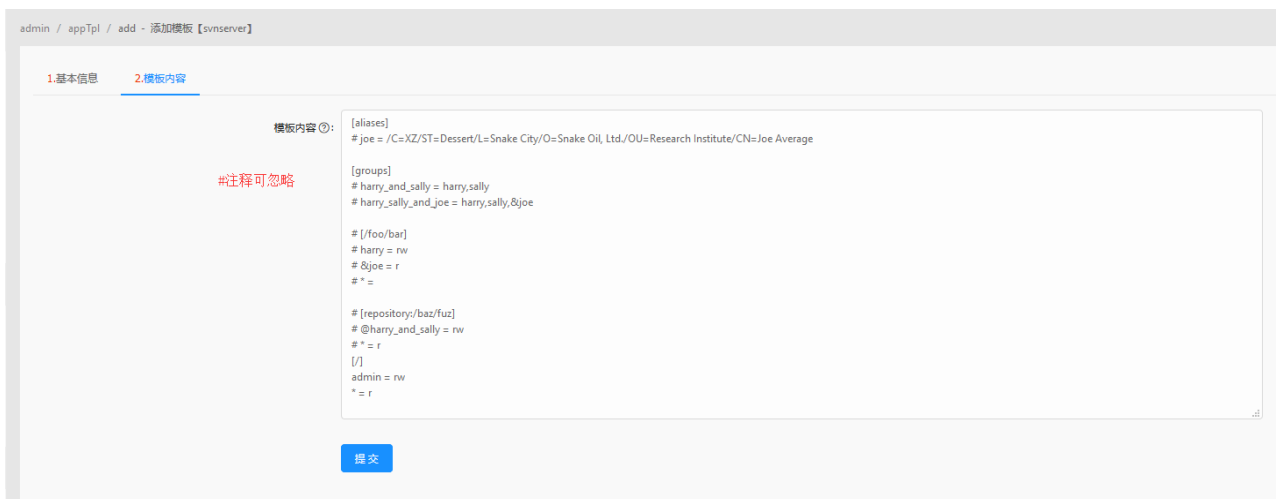 admin / appTpl / add - 添加模板【svnserver】
1.基本信息 2.模板内容
模板内容?:
[aliases]
# joe = /C=XZ/ST=Dessert/L=Snake City/O=Snake Oil, Ltd./OU=Research Institute/CN=Joe Average
#注释可忽略
[groups]
# harry_and_sally = harry,sally
# harry_sally_and_joe = harry,sally,&joe
# [/foo/bar]
# harry = rw
# &joe = r
# * =
# [repository:/baz/fuz]
# @harry_and_sally = rw
# * = r
[/]
admin = rw
* = r
提交